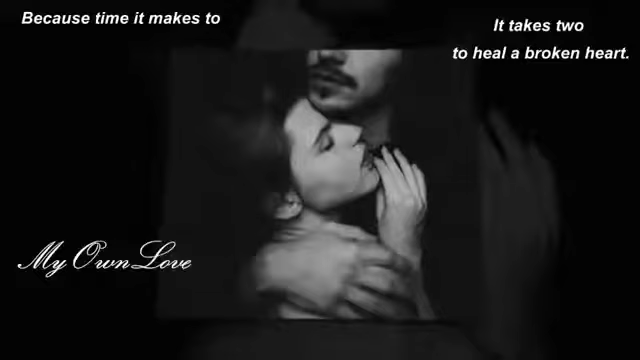 Because time it makes to
It takes two
to heal a broken heart.
My Own Love